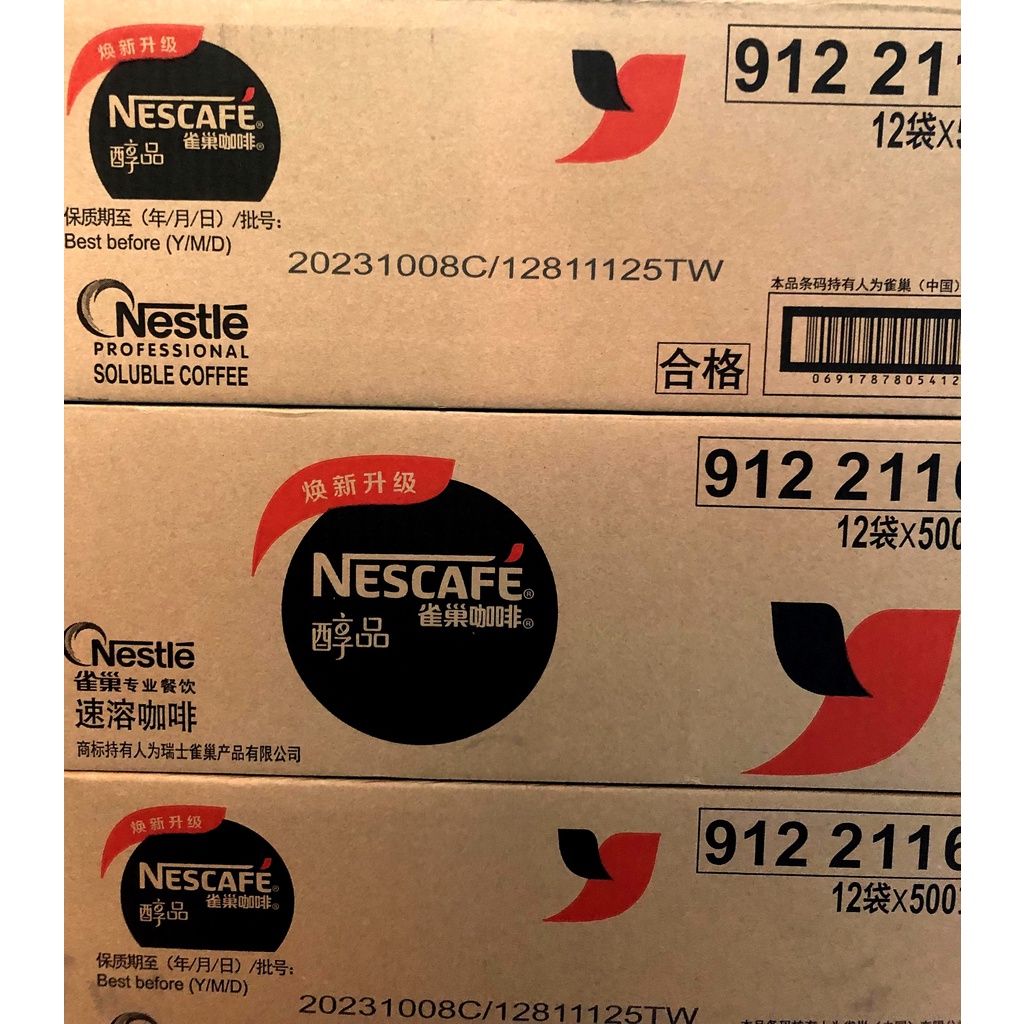 焕新升级
NESCAFÉ®
雀巢咖啡®
醇品
912 211
12袋X5
保质期至（年/月/日）/批号：
Best before (Y/M/D)
20231008C/12811125TW
Nestlé
PROFESSIONAL
SOLUBLE COFFEE
合格
本品条码持有人为雀巢（中国）
0691787805412
焕新升级
NESCAFÉ®
雀巢咖啡®
醇品
912 2116
12袋X500
Nestlé
雀巢专业餐饮
速溶咖啡
商标持有人为瑞士雀巢产品有限公司
焕新升级
NESCAFÉ®
雀巢咖啡®
醇品
912 2116
12袋X500
保质期至（年/月/日）/批号：
Best before (Y/M/D)
20231008C/12811125TW